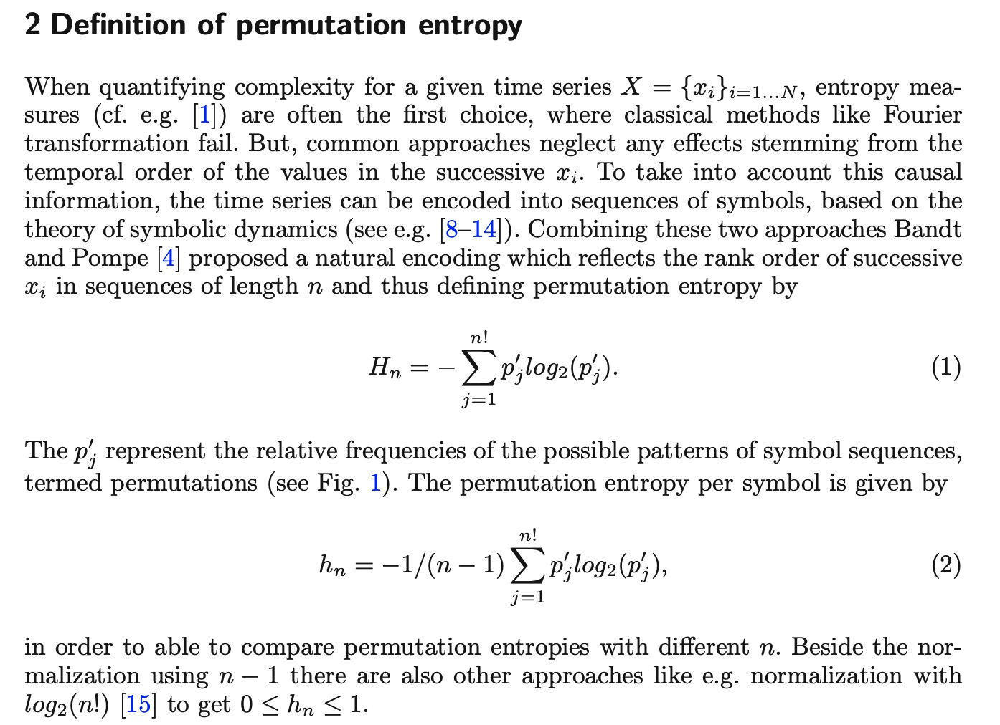 2 Definition of permutation entropy
When quantifying complexity for a given time series X = {x_i}_{i=1...N}, entropy mea-
sures (cf. e.g. [1]) are often the first choice, where classical methods like Fourier
transformation fail. But, common approaches neglect any effects stemming from the
temporal order of the values in the successive x_i. To take into account this causal
information, the time series can be encoded into sequences of symbols, based on the
theory of symbolic dynamics (see e.g. [8–14]). Combining these two approaches Bandt
and Pompe [4] proposed a natural encoding which reflects the rank order of successive
x_i in sequences of length n and thus defining permutation entropy by
H_n = − \sum_{j=1}^{n!} p'_j log_2(p'_j). (1)
The p'_j represent the relative frequencies of the possible patterns of symbol sequences,
termed permutations (see Fig. 1). The permutation entropy per symbol is given by
h_n = −1/(n − 1) \sum_{j=1}^{n!} p'_j log_2(p'_j), (2)
in order to able to compare permutation entropies with different n. Beside the nor-
malization using n − 1 there are also other approaches like e.g. normalization with
log_2(n!) [15] to get 0 ≤ h_n ≤ 1.